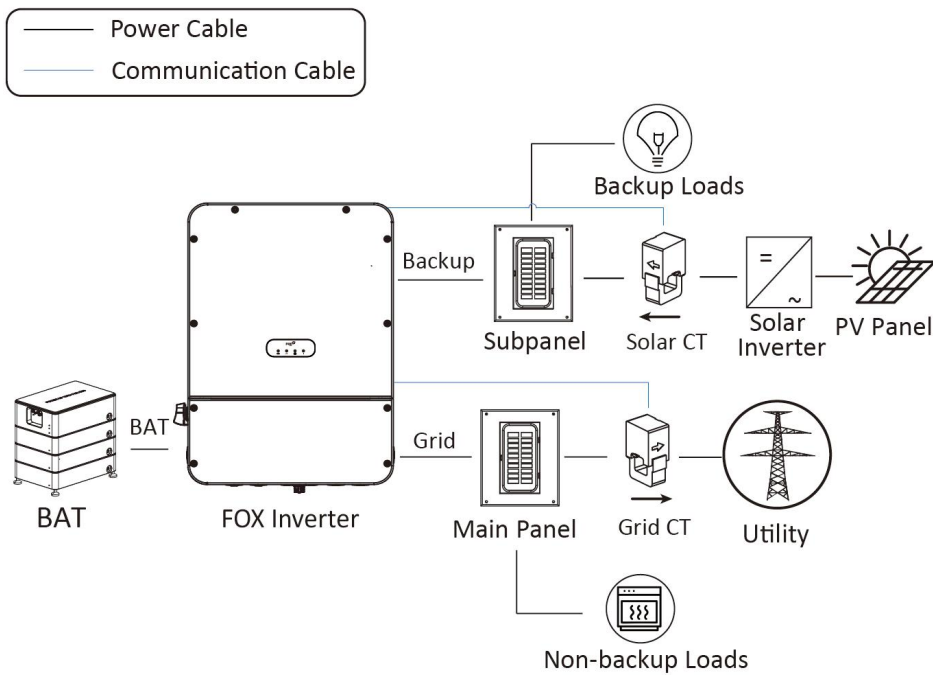 Power Cable
Communication Cable
Backup Loads
Backup
Subpanel
Solar CT
Solar
Inverter
PV Panel
BAT
Grid
BAT
FOX Inverter
Main Panel
Grid CT
Utility
Non-backup Loads